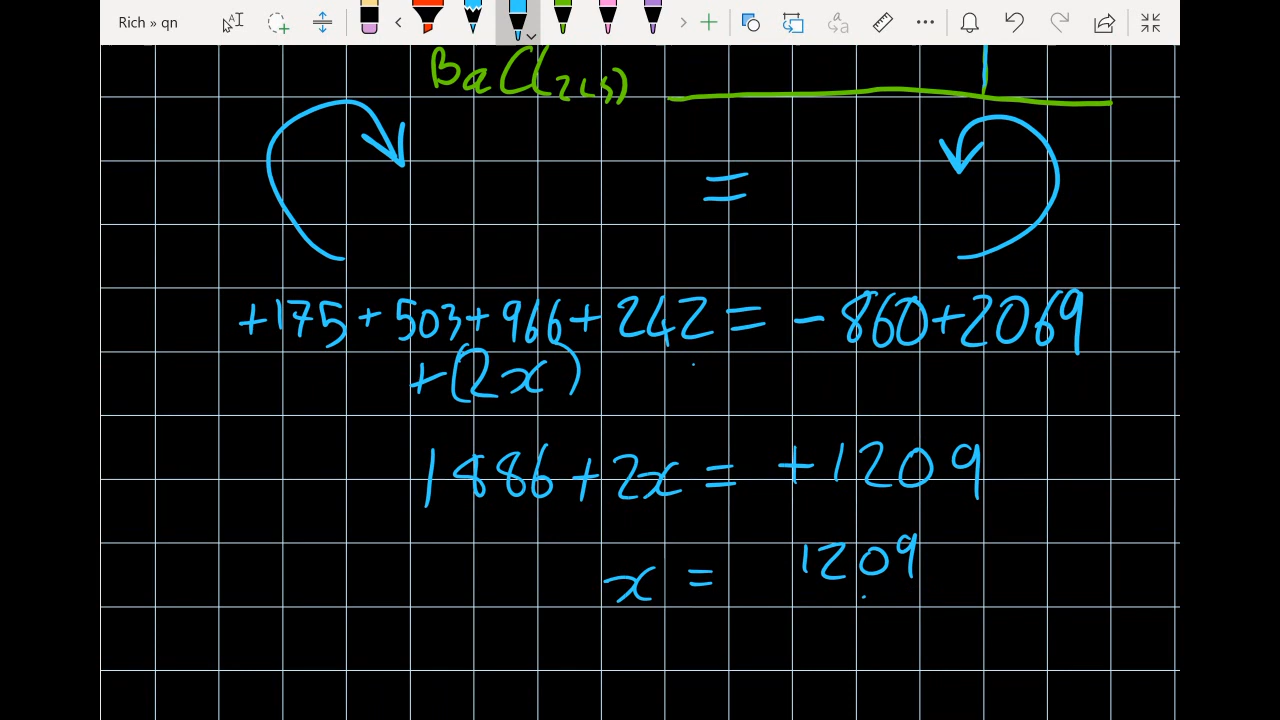 Rich » qn
BaCl2(s)
=
+175 + 503 + 966 + 242 = - 860 + 2069
+ (2x)
1886 + 2x = +1209
x = 1209